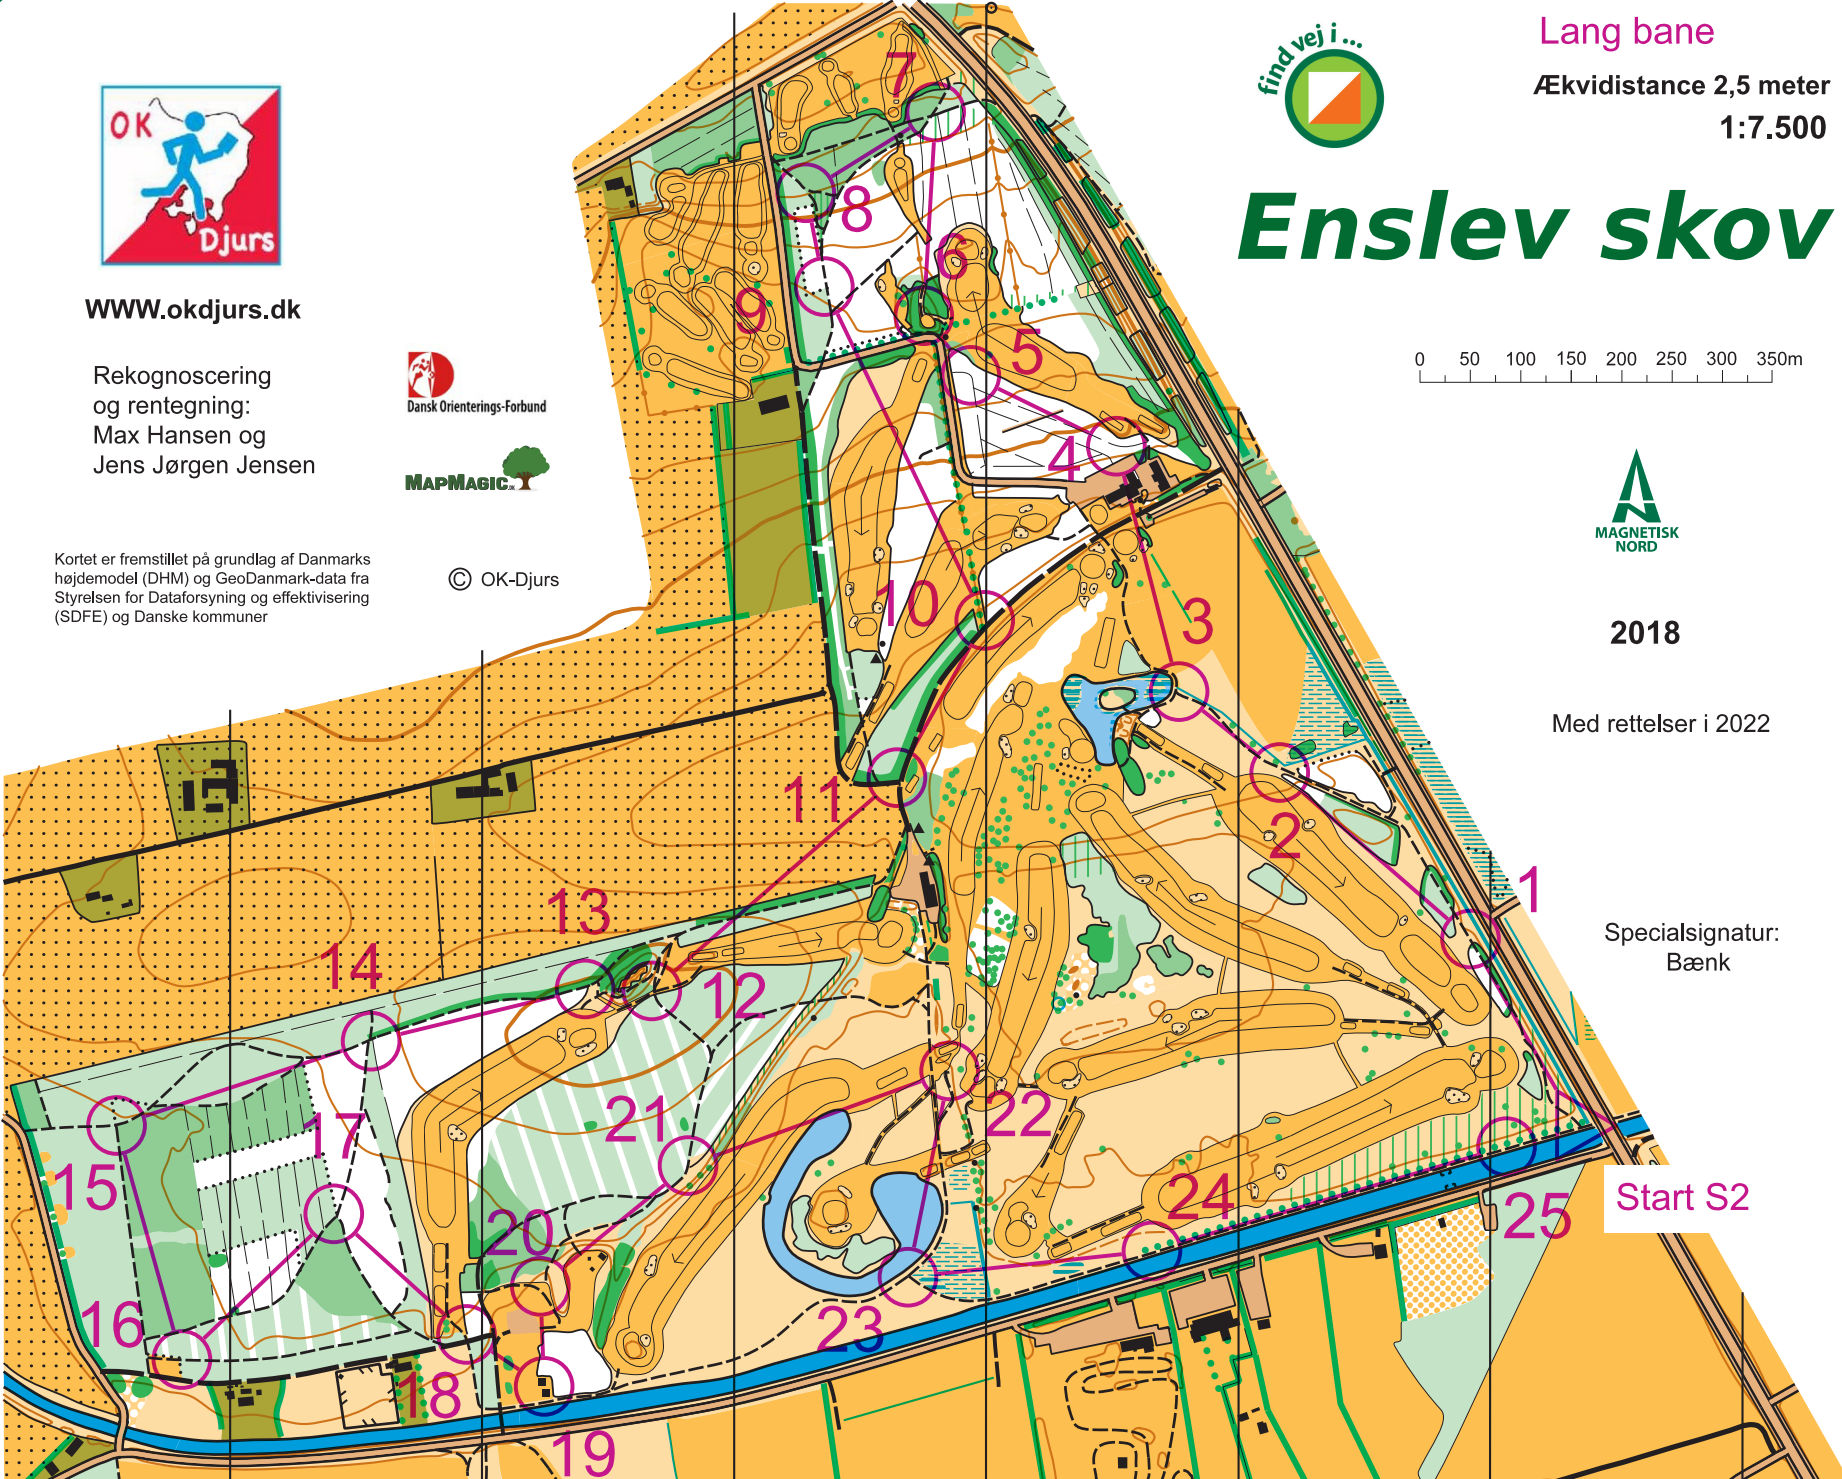 find vej i ...
Lang bane
Ækvidistance 2,5 meter
1:7.500
Enslev skov
OK
Djurs
WWW.okdjurs.dk
Rekognoscering
og rentegning:
Max Hansen og
Jens Jørgen Jensen
Dansk Orienterings-Forbund
MAPMAGIC
Kortet er fremstillet på grundlag af Danmarks
højdemodel (DHM) og GeoDanmark-data fra
Styrelsen for Dataforsyning og effektivisering
(SDFE) og Danske kommuner
© OK-Djurs
0 50 100 150 200 250 300 350m
MAGNETISK
NORD
2018
Med rettelser i 2022
Specialsignatur:
Bænk
7
8
6
9
5
4
10
3
11
2
1
13
14
12
17
21
22
15
24
Start S2
25
20
16
23
18
19